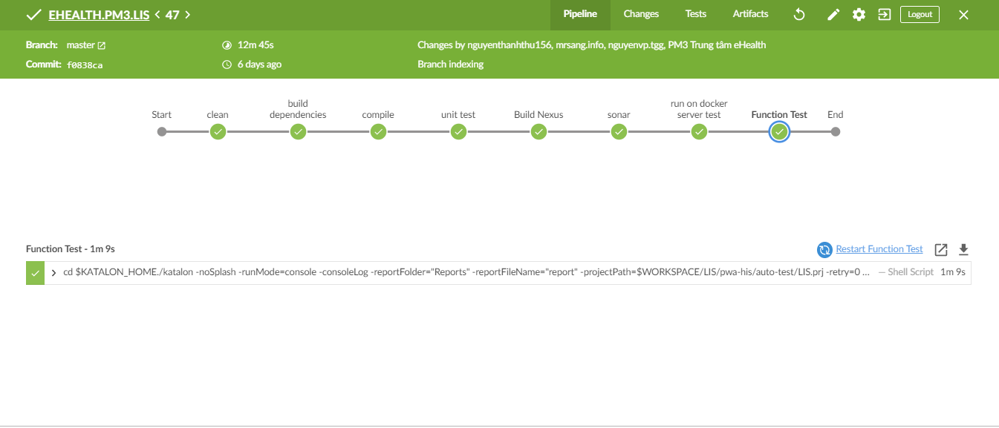 EHEALTH.PM3.LIS < 47 > Pipeline Changes Tests Artifacts Logout
Branch: master 12m 45s Changes by nguyenthanhthu156, mrsang.info, nguyenvp.tgg, PM3 Trung tâm eHealth
Commit: f0838ca 6 days ago Branch indexing
Start clean build dependencies compile unit test Build Nexus sonar run on docker server test Function Test End
Function Test - 1m 9s Restart Function Test
cd $KATALON_HOME./katalon -noSplash -runMode=console -consoleLog -reportFolder="Reports" -reportFileName="report" -projectPath=$WORKSPACE/LIS/pwa-his/auto-test/LIS.prj -retry=0 ... — Shell Script 1m 9s